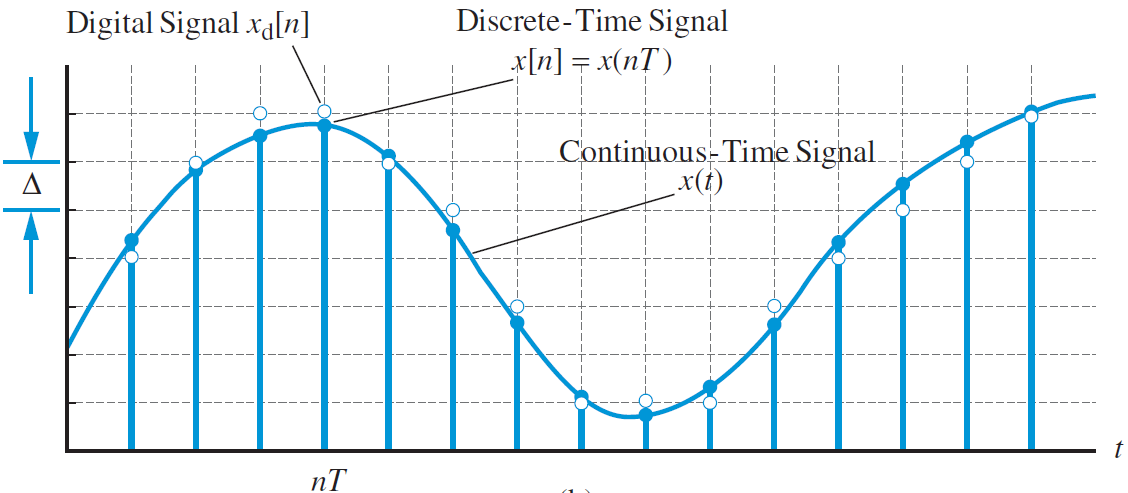 Digital Signal x_d[n]
Discrete-Time Signal
x[n] = x(nT)
Continuous-Time Signal
x(t)
Δ
t
nT